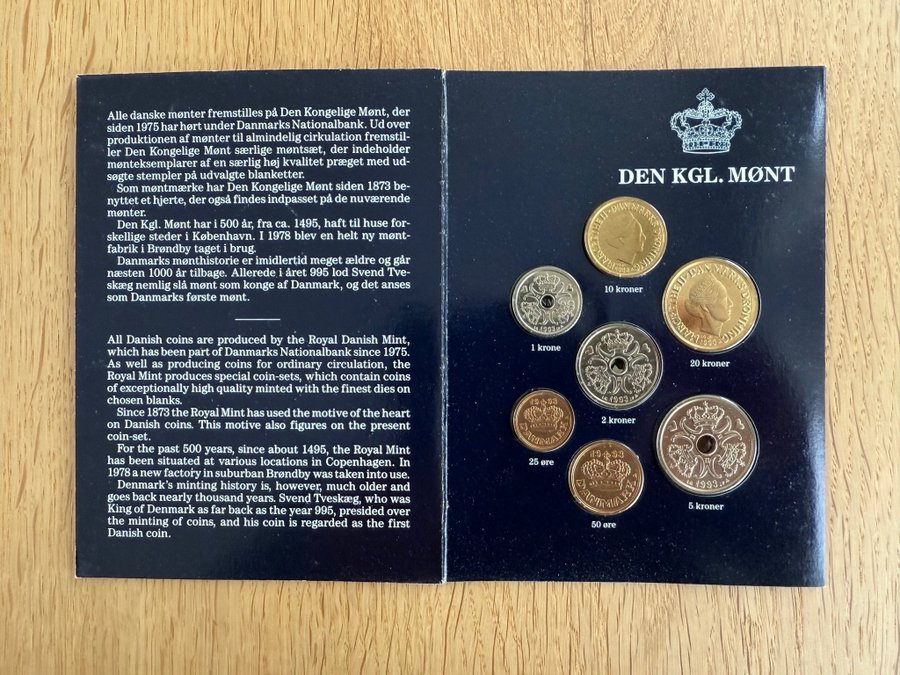 Alle danske mønter fremstilles på Den Kongelige Mønt, der
siden 1975 har hørt under Danmarks Nationalbank. Ud over
produktionen af mønter til almindelig cirkulation fremstil-
ler Den Kongelige Mønt særlige møntsæt, der indeholder
mønteksemplarer af en særlig høj kvalitet præget med ud-
søgte stempler på udvalgte blanketter.
Som møntmærke har Den Kongelige Mønt siden 1873 be-
nyttet et hjerte, der også findes indpasset på de nuværende
mønter.
Den Kgl. Mønt har i 500 år, fra ca. 1495, haft til huse for-
skellige steder i København. I 1978 blev en helt ny mønt-
fabrik i Brøndby taget i brug.
Danmarks mønthistorie er imidlertid meget ældre og går
næsten 1000 år tilbage. Allerede i året 995 lod Svend Tve-
skæg nemlig slå mønt som konge af Danmark, og det anses
som Danmarks første mønt.
All Danish coins are produced by the Royal Danish Mint,
which has been part of Danmarks Nationalbank since 1975.
As well as producing coins for ordinary circulation, the
Royal Mint produces special coin-sets, which contain coins
of exceptionally high quality minted with the finest dies on
chosen blanks.
Since 1873 the Royal Mint has used the motive of the heart
on Danish coins. This motive also figures on the present
coin-set.
For the past 500 years, since about 1495, the Royal Mint
has been situated at various locations in Copenhagen. In
1978 a new factory in suburban Brøndby was taken into use.
Denmark's minting history is, however, much older and
goes back nearly thousand years. Svend Tveskæg, who was
King of Denmark as far back as the year 995, presided over
the minting of coins, and his coin is regarded as the first
Danish coin.
DEN KGL. MØNT
10 kroner
1 krone
20 kroner
2 kroner
25 øre
50 øre
5 kroner
MARGRETHE II DANMARKS DRONNING
MARGRETHE II DANMARKS DRONNING
1993
1993
1993
1993
DANMARK
1993
DANMARK